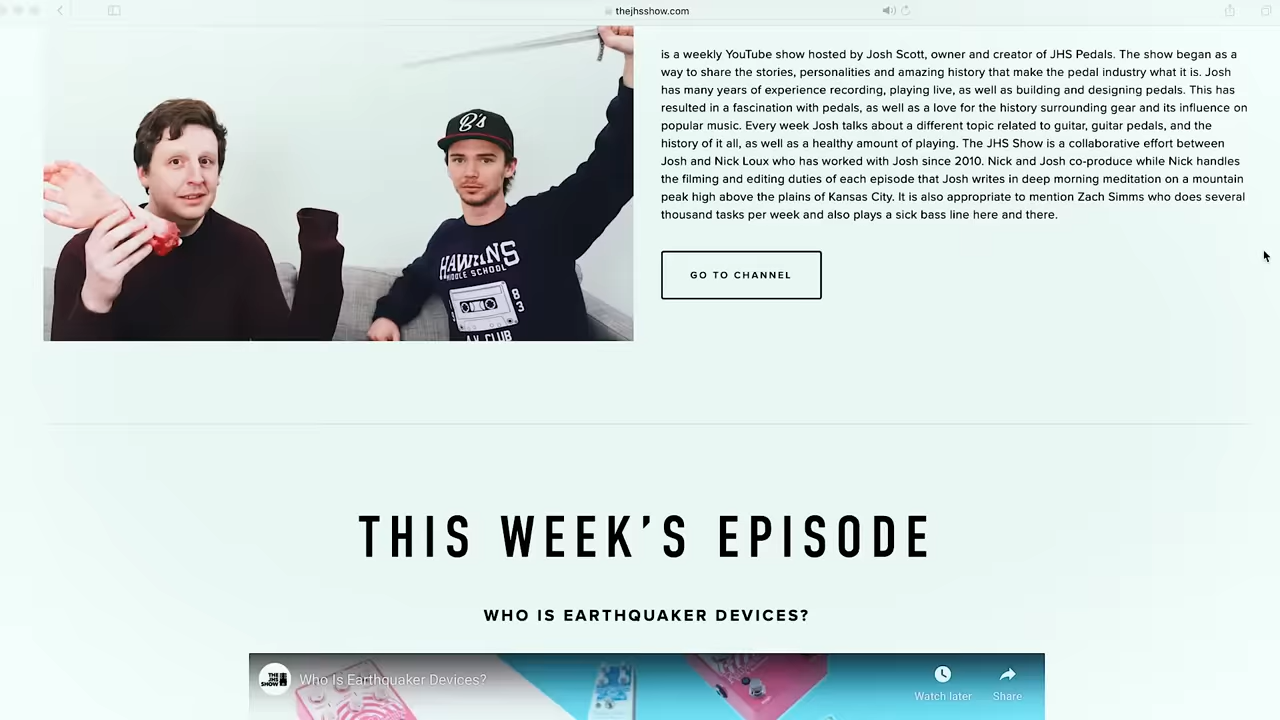 thejhsshow.com
is a weekly YouTube show hosted by Josh Scott, owner and creator of JHS Pedals. The show began as a
way to share the stories, personalities and amazing history that make the pedal industry what it is. Josh
has many years of experience recording, playing live, as well as building and designing pedals. This has
resulted in a fascination with pedals, as well as a love for the history surrounding gear and its influence on
popular music. Every week Josh talks about a different topic related to guitar, guitar pedals, and the
history of it all, as well as a healthy amount of playing. The JHS Show is a collaborative effort between
Josh and Nick Loux who has worked with Josh since 2010. Nick and Josh co-produce while Nick handles
the filming and editing duties of each episode that Josh writes in deep morning meditation on a mountain
peak high above the plains of Kansas City. It is also appropriate to mention Zach Simms who does several
thousand tasks per week and also plays a sick bass line here and there.
B's
HAWKINS
MIDDLE SCHOOL
8
3
A.V. CLUB
GO TO CHANNEL
THIS WEEK’S EPISODE
WHO IS EARTHQUAKER DEVICES?
THE
JHS
SHOW
Who Is Earthquaker Devices?
Watch later
Share